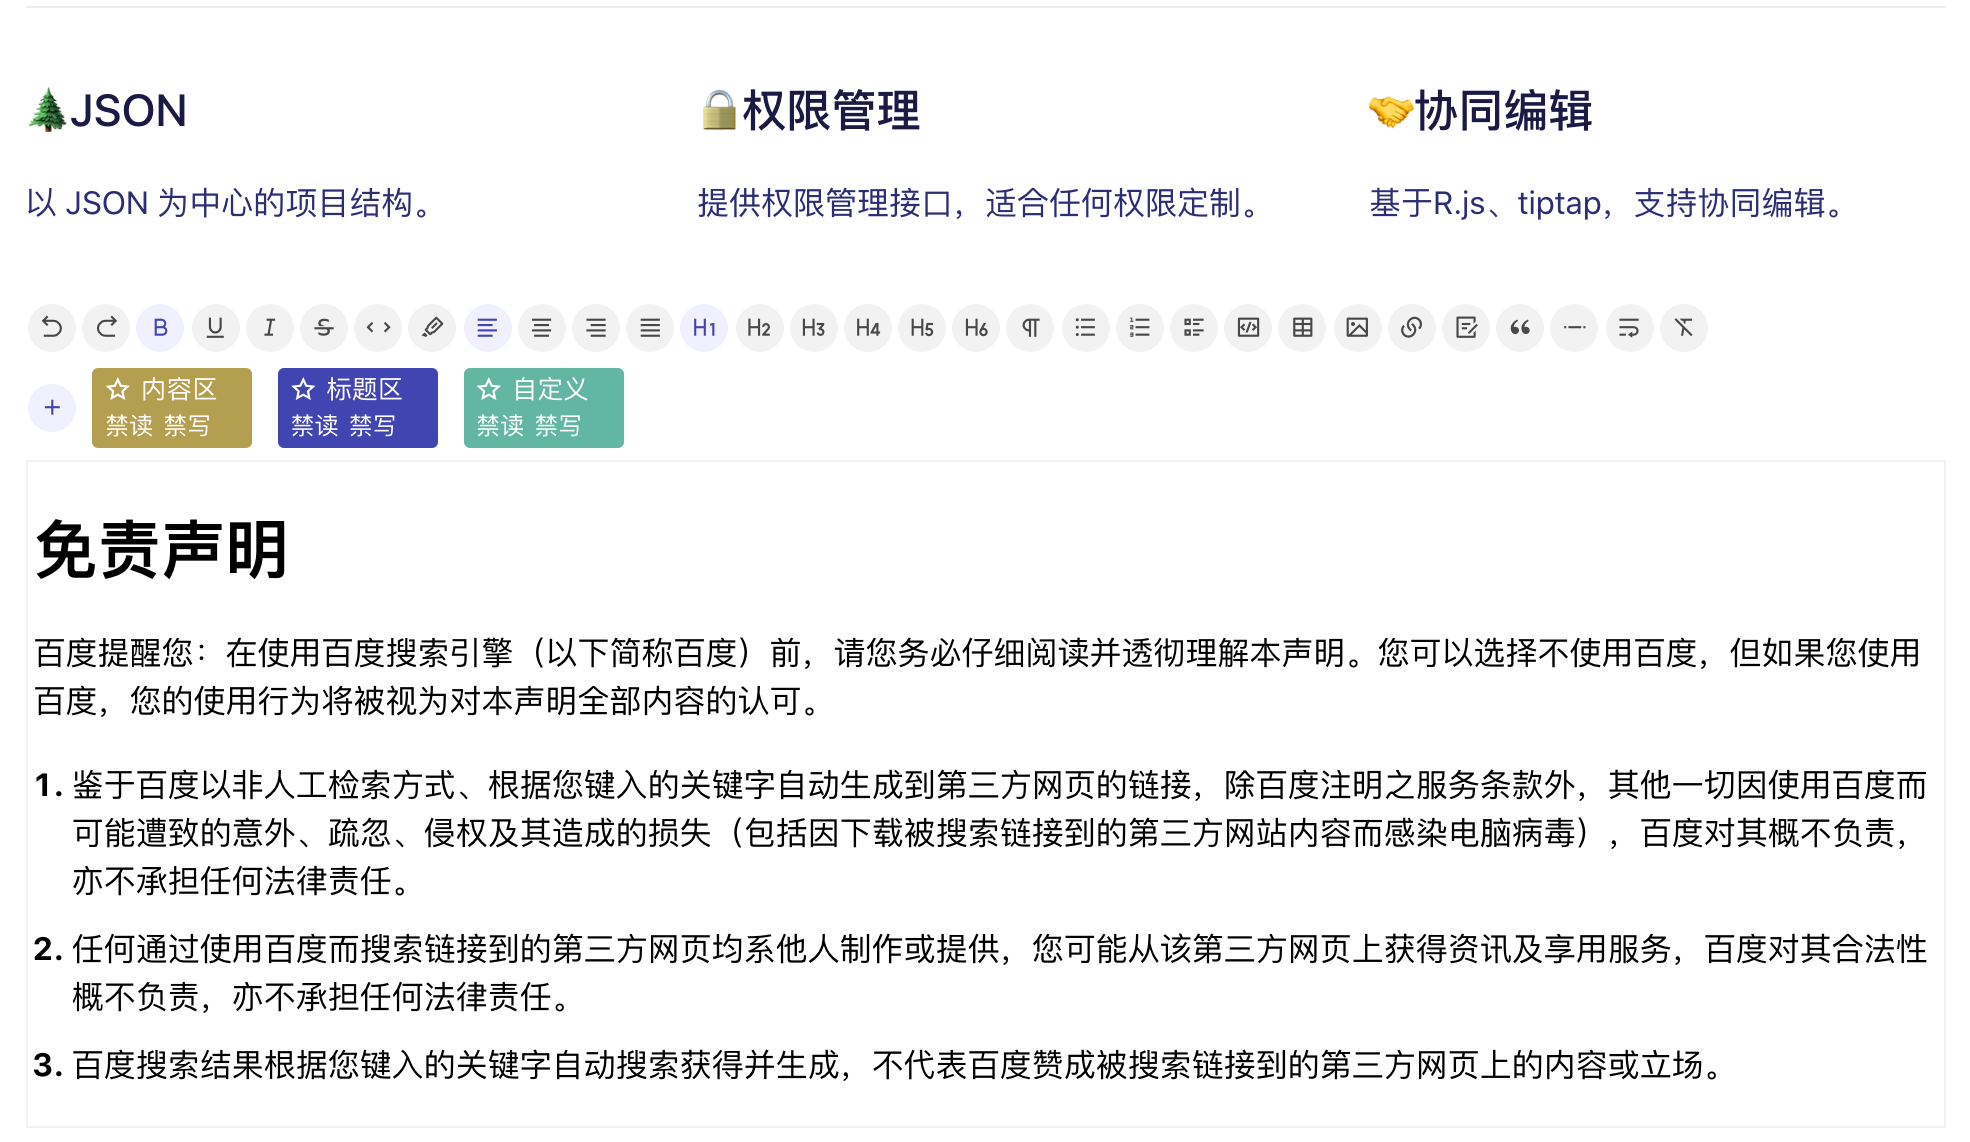 🌲JSON
以 JSON 为中心的项目结构。
🔒权限管理
提供权限管理接口，适合任何权限定制。
🤝协同编辑
基于R.js、tiptap，支持协同编辑。
B U I S <> H1 H2 H3 H4 H5 H6
+
☆ 内容区
禁读 禁写
☆ 标题区
禁读 禁写
☆ 自定义
禁读 禁写
免责声明
百度提醒您：在使用百度搜索引擎（以下简称百度）前，请您务必仔细阅读并透彻理解本声明。您可以选择不使用百度，但如果您使用
百度，您的使用行为将被视为对本声明全部内容的认可。
1. 鉴于百度以非人工检索方式、根据您键入的关键字自动生成到第三方网页的链接，除百度注明之服务条款外，其他一切因使用百度而
可能遭致的意外、疏忽、侵权及其造成的损失（包括因下载被搜索链接到的第三方网站内容而感染电脑病毒），百度对其概不负责，
亦不承担任何法律责任。
2. 任何通过使用百度而搜索链接到的第三方网页均系他人制作或提供，您可能从该第三方网页上获得资讯及享用服务，百度对其合法性
概不负责，亦不承担任何法律责任。
3. 百度搜索结果根据您键入的关键字自动搜索获得并生成，不代表百度赞成被搜索链接到的第三方网页上的内容或立场。